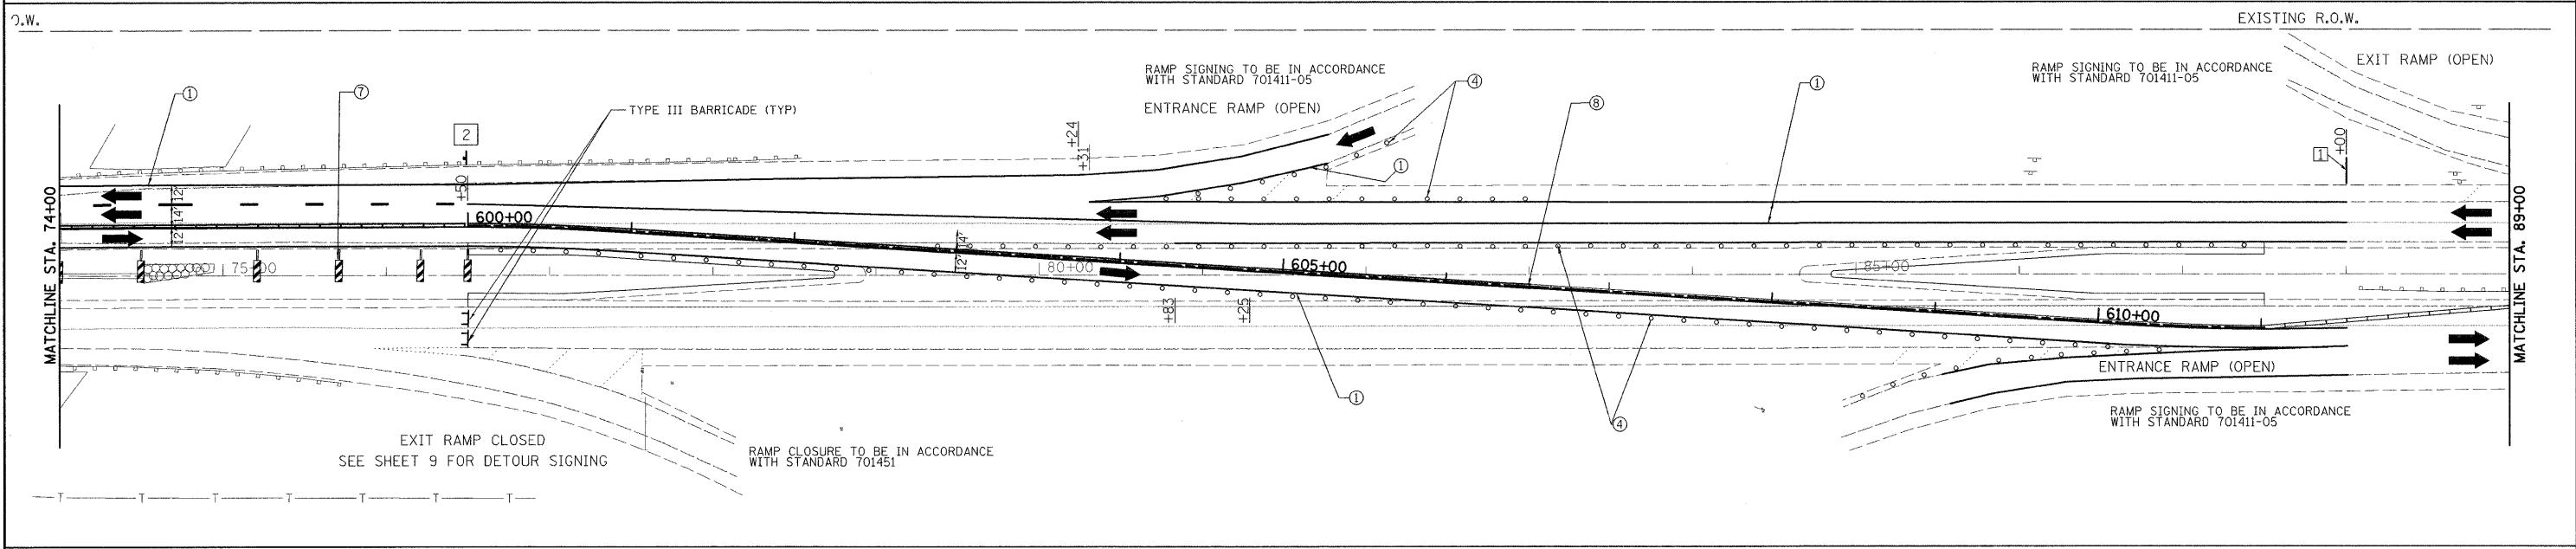 O.W.
EXISTING R.O.W.
RAMP SIGNING TO BE IN ACCORDANCE
WITH STANDARD 701411-05
ENTRANCE RAMP (OPEN)
RAMP SIGNING TO BE IN ACCORDANCE
WITH STANDARD 701411-05
EXIT RAMP (OPEN)
1
7
TYPE III BARRICADE (TYP)
4
8
1
2
+24
+31
1
1
+00
+50
12'
14'
12'
MATCHLINE STA. 74+00
600+00
14'
12'
75+00
80+00
605+00
85+00
610+00
MATCHLINE STA. 89+00
+83
+25
ENTRANCE RAMP (OPEN)
1
4
RAMP SIGNING TO BE IN ACCORDANCE
WITH STANDARD 701411-05
EXIT RAMP CLOSED
SEE SHEET 9 FOR DETOUR SIGNING
RAMP CLOSURE TO BE IN ACCORDANCE
WITH STANDARD 701451
T T T T T T T